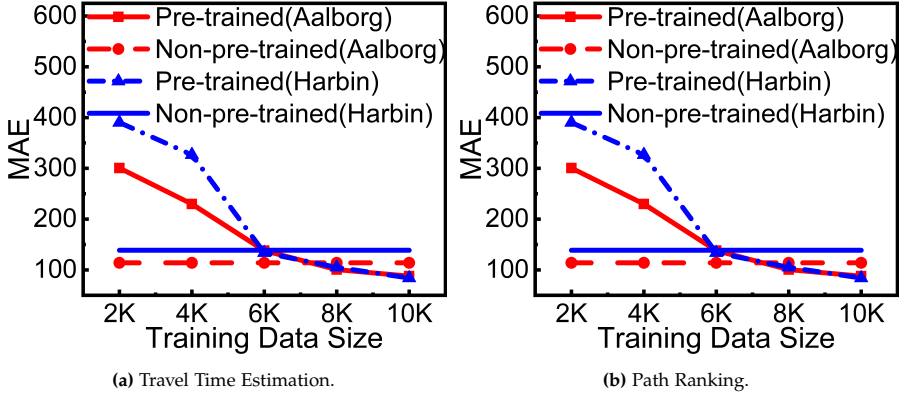 600
500
400
300
200
100
MAE
Pre-trained(Aalborg)
Non-pre-trained(Aalborg)
Pre-trained(Harbin)
Non-pre-trained(Harbin)
2K 4K 6K 8K 10K
Training Data Size
(a) Travel Time Estimation.
600
500
400
300
200
100
MAE
Pre-trained(Aalborg)
Non-pre-trained(Aalborg)
Pre-trained(Harbin)
Non-pre-trained(Harbin)
2K 4K 6K 8K 10K
Training Data Size
(b) Path Ranking.